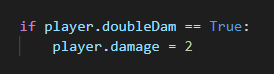 if player.doubleDam == True:
    player.damage = 2